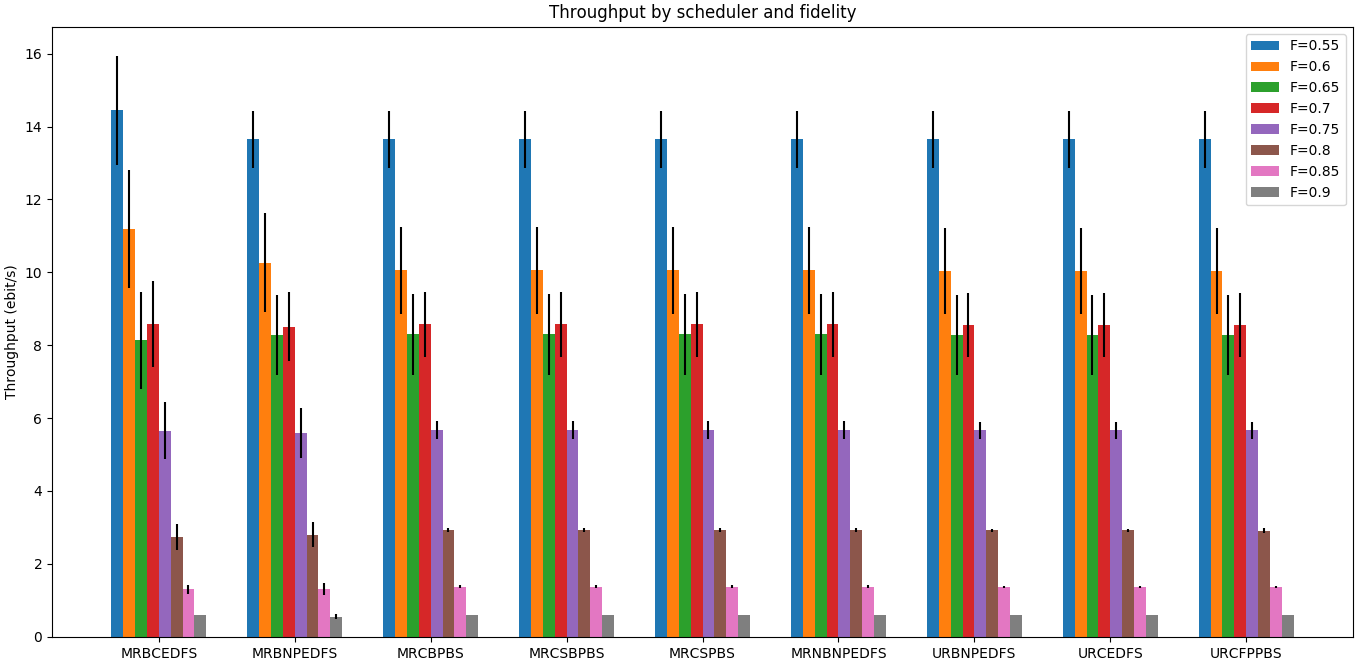 Throughput by scheduler and fidelity
Throughput (ebit/s)
16
14
12
10
8
6
4
2
0
F=0.55
F=0.6
F=0.65
F=0.7
F=0.75
F=0.8
F=0.85
F=0.9
MRBCEDFS MRBNPEDFS MRCBPBS MRCSBPBS MRCSPBS MRNBNPEDFS URBNPEDFS URCEDFS URCFPPBS